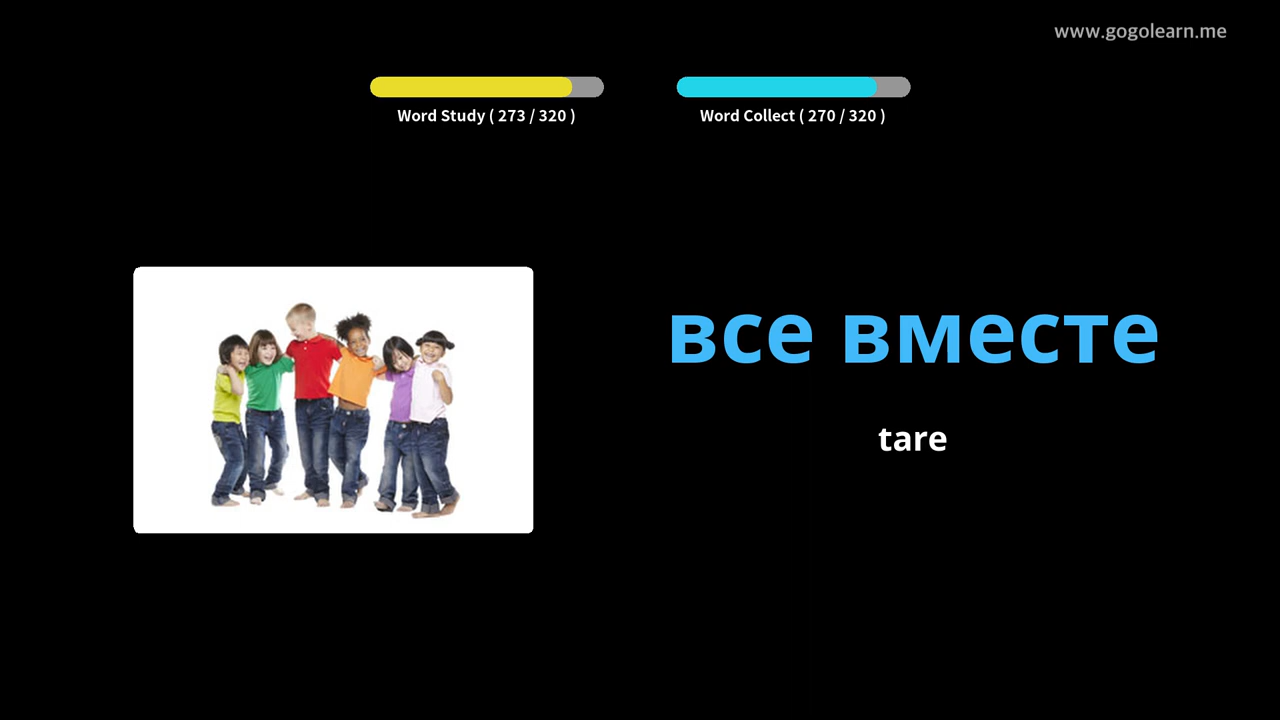 www.gogolearn.me
Word Study ( 273 / 320 )
Word Collect ( 270 / 320 )
все вместе
tare